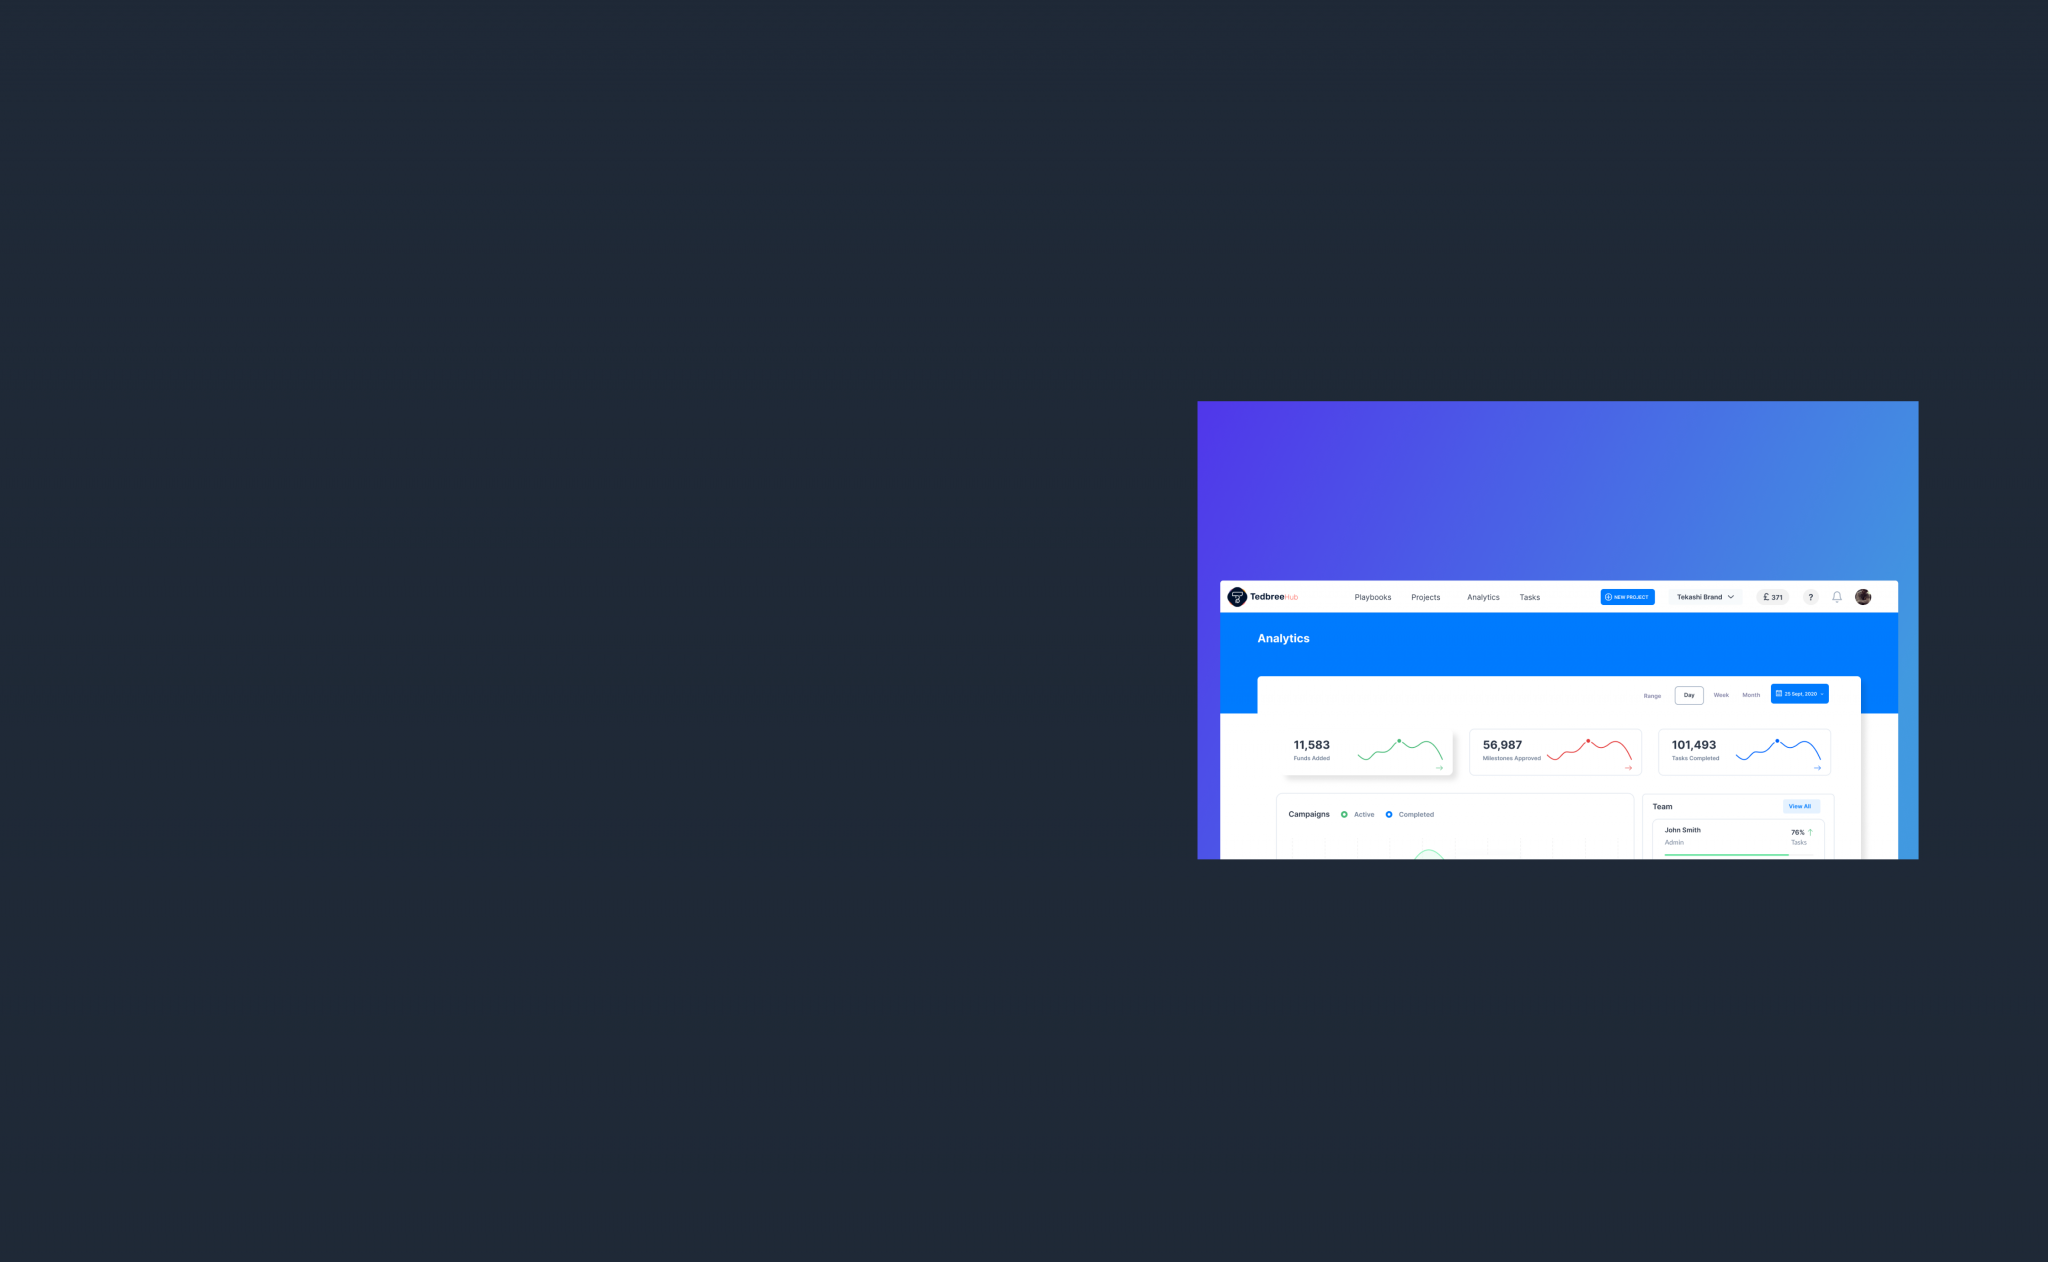 TedbreeHub Playbooks Projects Analytics Tasks NEW PROJECT Tekashi Brand £ 371 ?
Analytics
Range Day Week Month 25 Sept, 2020
11,583
Funds Added
56,987
Milestones Approved
101,493
Tasks Completed
Campaigns Active Completed
Team View All
John Smith 76%
Admin Tasks